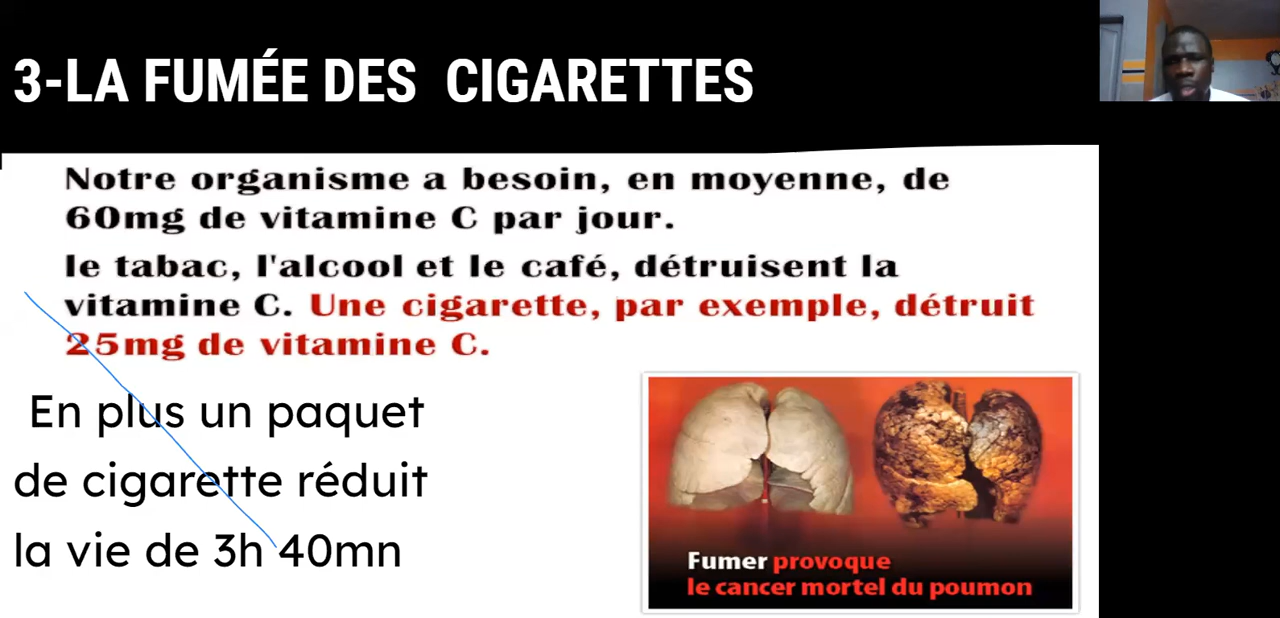 3-LA FUMÉE DES CIGARETTES
Notre organisme a besoin, en moyenne, de
60mg de vitamine C par jour.
le tabac, l'alcool et le café, détruisent la
vitamine C. Une cigarette, par exemple, détruit
25mg de vitamine C.
En plus un paquet
de cigarette réduit
la vie de 3h 40mn
Fumer provoque
le cancer mortel du poumon